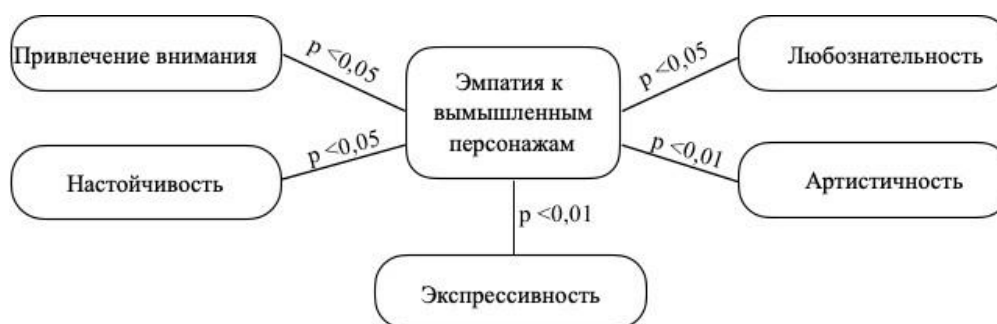 Привлечение внимания
p <0,05
Эмпатия к
вымышленным
персонажам
p <0,05
Любознательность
Настойчивость
p <0,05
p <0,01
Артистичность
p <0,01
Экспрессивность